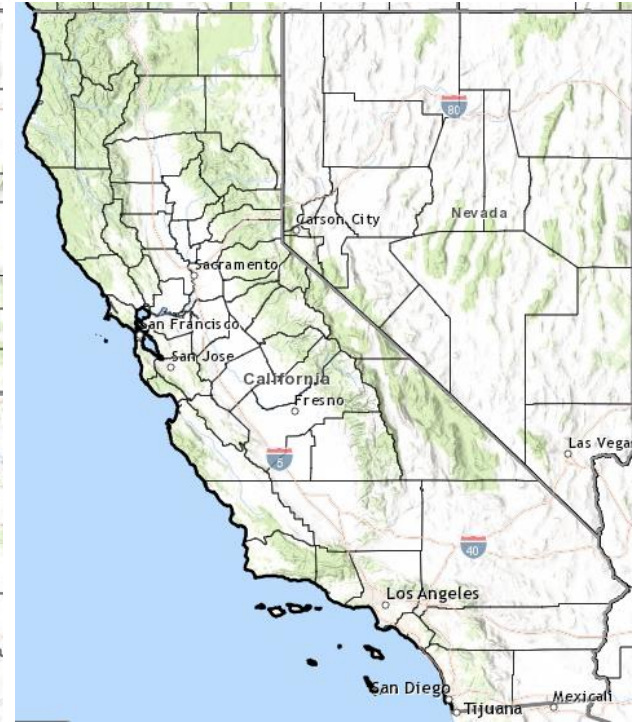 80
Nevada
Carson City
Sacramento
San Francisco
San Jose
California
Fresno
Las Vegas
5
40
Los Angeles
San Diego
Tijuana
Mexicali